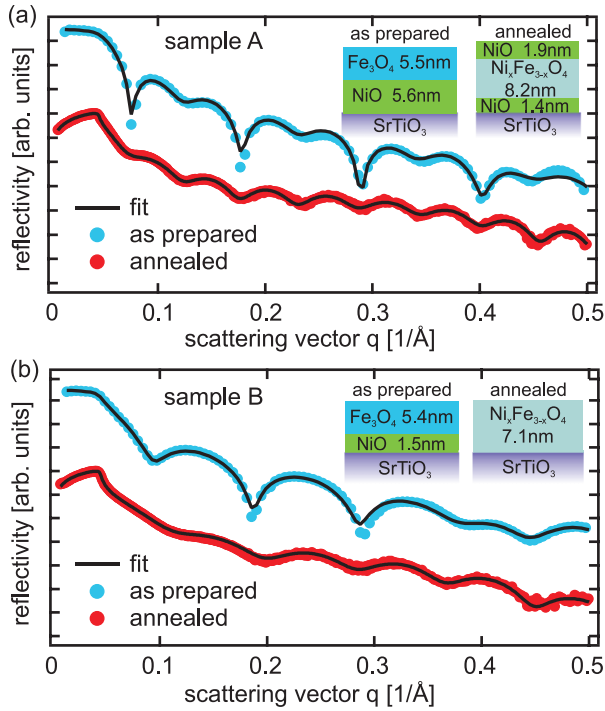 (a)
sample A
as prepared
Fe₃O₄ 5.5nm
NiO 5.6nm
SrTiO₃
annealed
NiO 1.9nm
NiₓFe₃₋ₓO₄
8.2nm
NiO 1.4nm
SrTiO₃
reflectivity [arb. units]
fit
as prepared
annealed
0 0.1 0.2 0.3 0.4 0.5
scattering vector q [1/Å]
(b)
sample B
as prepared
Fe₃O₄ 5.4nm
NiO 1.5nm
SrTiO₃
annealed
NiₓFe₃₋ₓO₄
7.1nm
SrTiO₃
reflectivity [arb. units]
fit
as prepared
annealed
0 0.1 0.2 0.3 0.4 0.5
scattering vector q [1/Å]